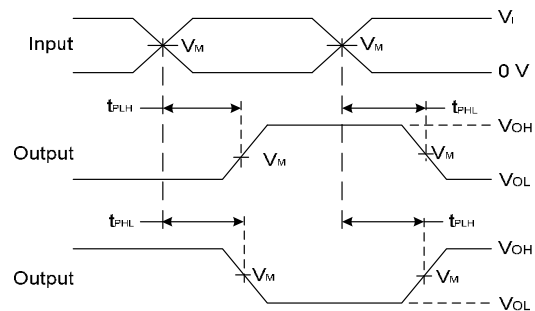 Input
VM
VM
VI
0 V
tPLH
tPHL
Output
VM
VM
VOH
VOL
tPHL
tPLH
Output
VM
VM
VOH
VOL